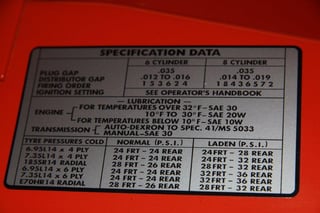 SPECIFICATION DATA
6 CYLINDER 8 CYLINDER
PLUG GAP .035 .035
DISTRIBUTOR GAP .012 TO .016 .014 TO .019
FIRING ORDER 1 5 3 6 2 4 1 8 4 3 6 5 7 2
IGNITION SETTING SEE OPERATOR'S HANDBOOK
LUBRICATION
FOR TEMPERATURES OVER 32°F-SAE 30
ENGINE - 10°F TO 30°F-SAE 20W
FOR TEMPERATURES BELOW 10°F-SAE 10W
TRANSMISSION - AUTO-DEXRON TO SPEC. 41/MS 5033
MANUAL-SAE 30
TYRE PRESSURES COLD NORMAL (P.S.I.) LADEN (P.S.I.)
6.95L14 x 4 PLY 24 FRT - 24 REAR 24 FRT - 28 REAR
7.35L14 x 4 PLY 24 FRT - 24 REAR 24 FRT - 32 REAR
185SR14 RADIAL 28 FRT - 28 REAR 28 FRT - 32 REAR
6.95L14 x 6 PLY 24 FRT - 24 REAR 32 FRT - 36 REAR
7.35L14 x 6 PLY 24 FRT - 24 REAR 32 FRT - 36 REAR
E70HR14 RADIAL 28 FRT - 26 REAR 28 FRT - 32 REAR